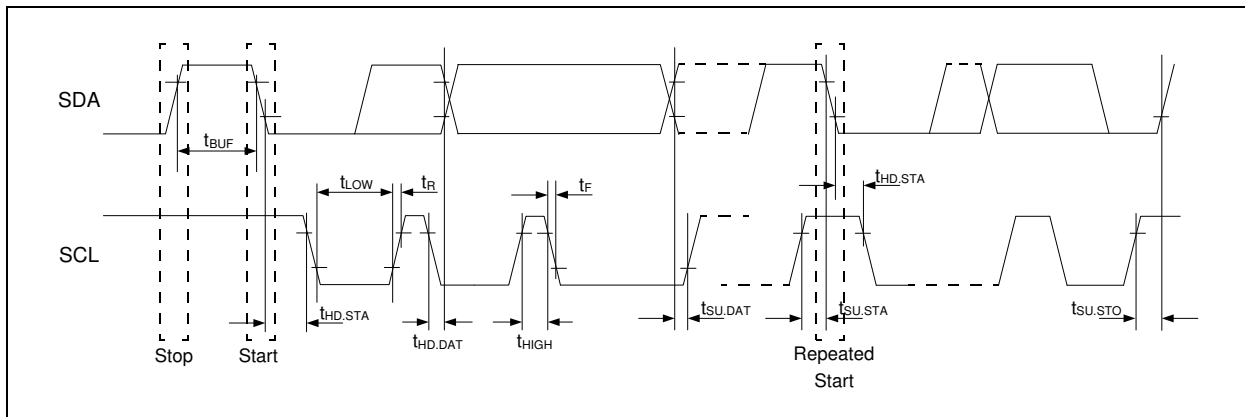 SDA
tBUF
tLOW
tR
tF
tHD.STA
SCL
tHD.STA
tHD.DAT
tHIGH
tSU.DAT
tSU.STA
tSU.STO
Stop
Start
Repeated
Start